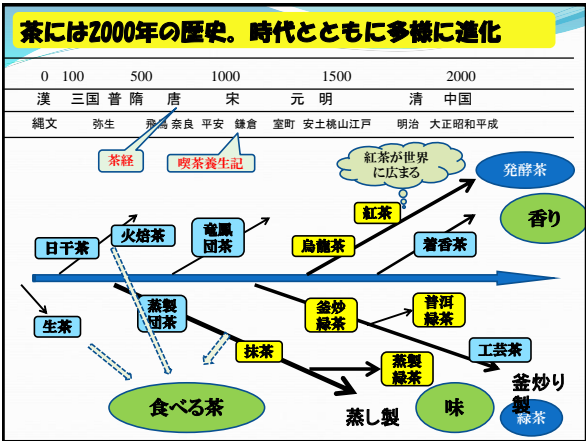 茶には2000年の歴史。時代とともに多様に進化
0 100 500 1000 1500 2000
漢 三国 普 隋 唐 宋 元 明 清 中国
縄文 弥生 飛鳥 奈良 平安 鎌倉 室町 安土桃山江戸 明治 大正昭和平成
茶経
喫茶養生記
紅茶が世界
に広まる
発酵茶
香り
紅茶
日干茶
火焙茶
竜鳳
団茶
烏龍茶
着香茶
生茶
蒸製
団茶
釜炒
緑茶
普洱
緑茶
抹茶
蒸製
緑茶
工芸茶
食べる茶
蒸し製
味
釜炒り
製
緑茶